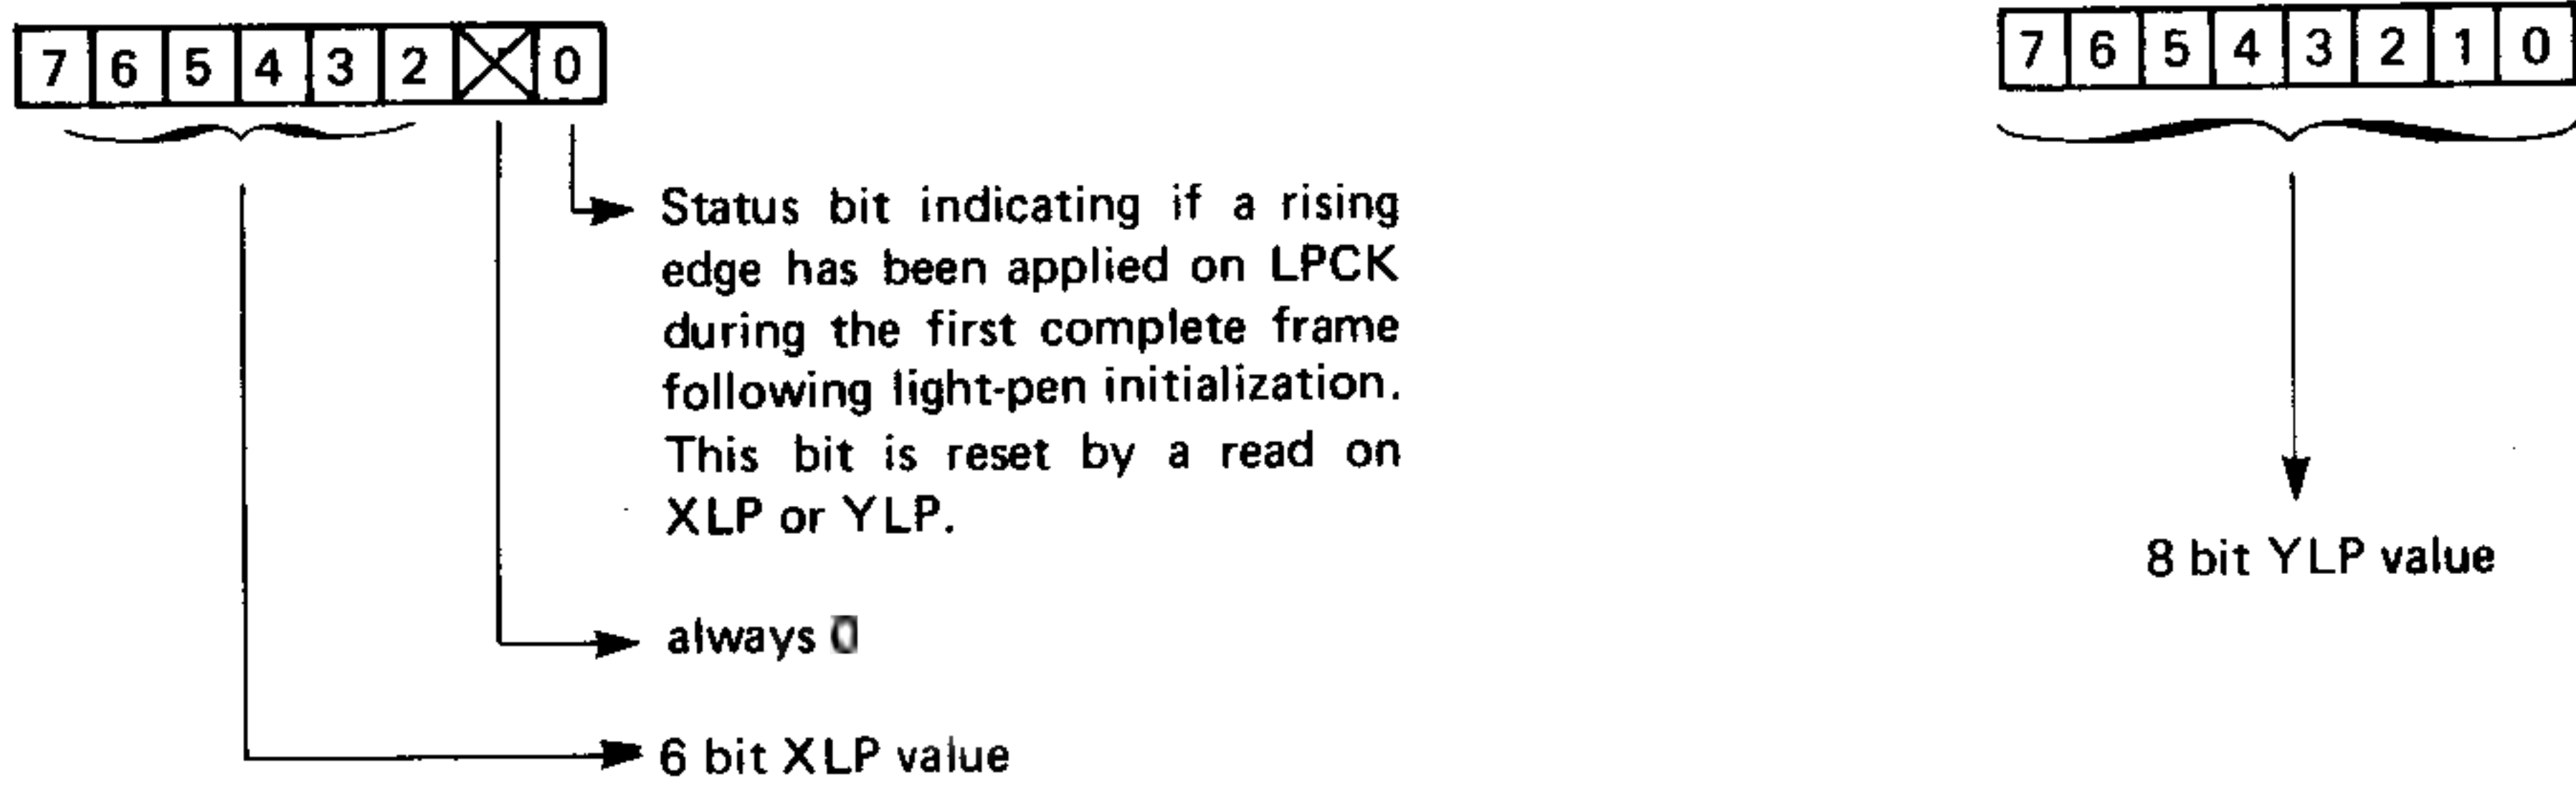 7 6 5 4 3 2 0
Status bit indicating if a rising
edge has been applied on LPCK
during the first complete frame
following light-pen initialization.
This bit is reset by a read on
XLP or YLP.
always 0
6 bit XLP value
7 6 5 4 3 2 1 0
8 bit YLP value